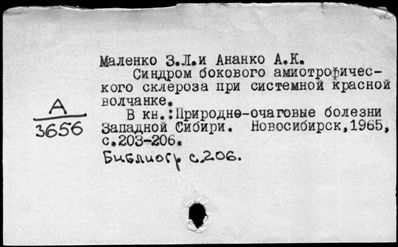 Маленко З.Л.и Ананко А.К.
Синдром бокового амиотрофичес-
кого склероза при системной красной
волчанке.
В кн.:Природно-очаговые болезни
Западной Сибири. Новосибирск,1965,
с.203-206.
Библиогр с.206.
А
3656